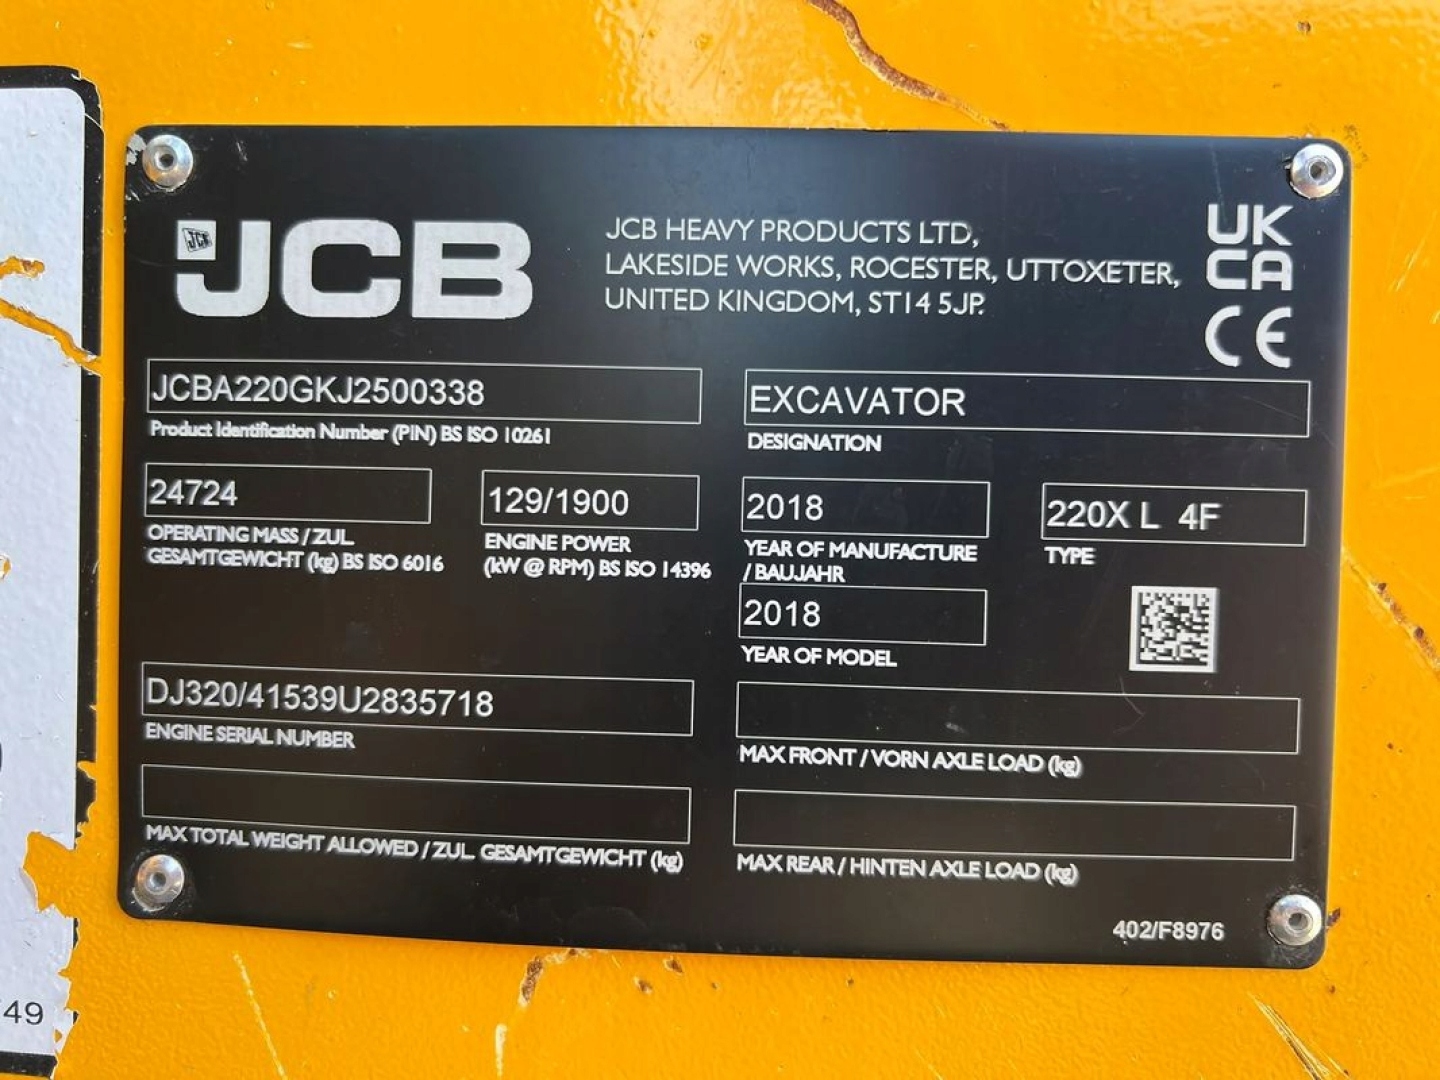 JCB
JCB
JCB HEAVY PRODUCTS LTD,
LAKESIDE WORKS, ROCESTER, UTTOXETER,
UNITED KINGDOM, ST14 5JP.
UK
CA
CE
JCBA220GKJ2500338
Product Identification Number (PIN) BS ISO 10261
EXCAVATOR
DESIGNATION
24724
OPERATING MASS / ZUL.
GESAMTGEWICHT (kg) BS ISO 6016
129/1900
ENGINE POWER
(kW @ RPM) BS ISO 14396
2018
YEAR OF MANUFACTURE
/ BAUJAHR
220X L 4F
TYPE
2018
YEAR OF MODEL
DJ320/41539U2835718
ENGINE SERIAL NUMBER
MAX FRONT / VORN AXLE LOAD (kg)
MAX TOTAL WEIGHT ALLOWED / ZUL. GESAMTGEWICHT (kg)
MAX REAR / HINTEN AXLE LOAD (kg)
402/F8976
49